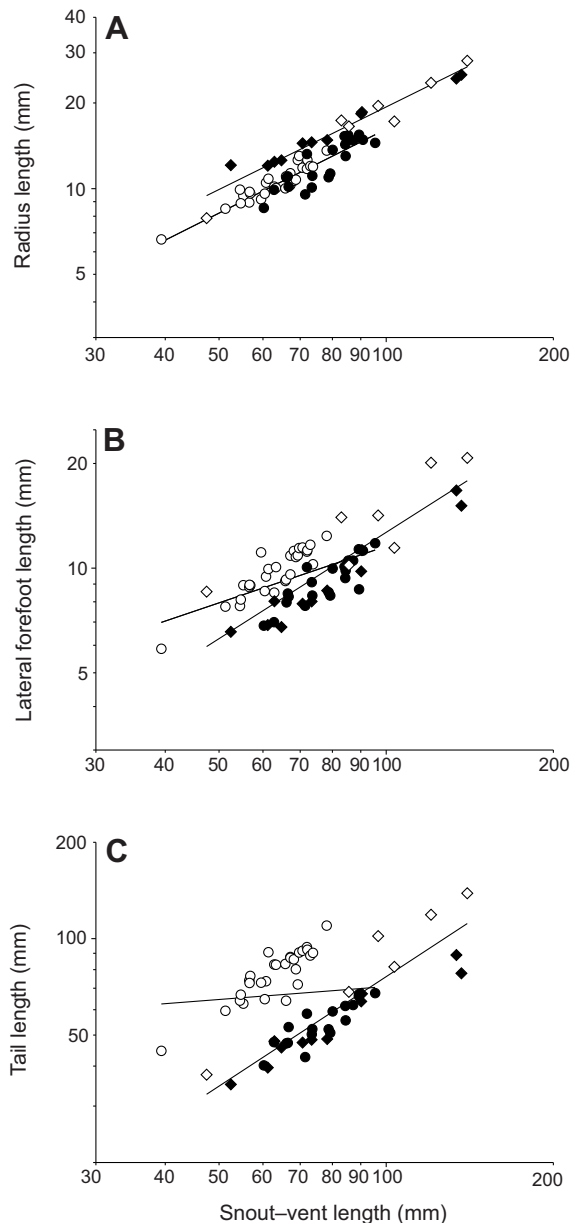 A
40
30
20
10
5
Radius length (mm)
30 40 50 60 70 80 90 100 200
B
20
10
5
Lateral forefoot length (mm)
30 40 50 60 70 80 90 100 200
C
200
100
50
Tail length (mm)
30 40 50 60 70 80 90 100 200
Snout–vent length (mm)